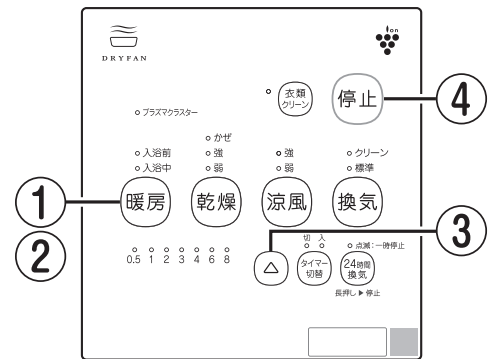 DRYFAN
ion
衣類
クリーン
停止
④
プラズマクラスター
かぜ
入浴前
強
強
クリーン
入浴中
弱
弱
標準
①
暖房
乾燥
涼風
換気
②
③
0.5 1 2 3 4 6 8
△
切 入
タイマー
切替
点滅:一時停止
24時間
換気
長押し ▶ 停止